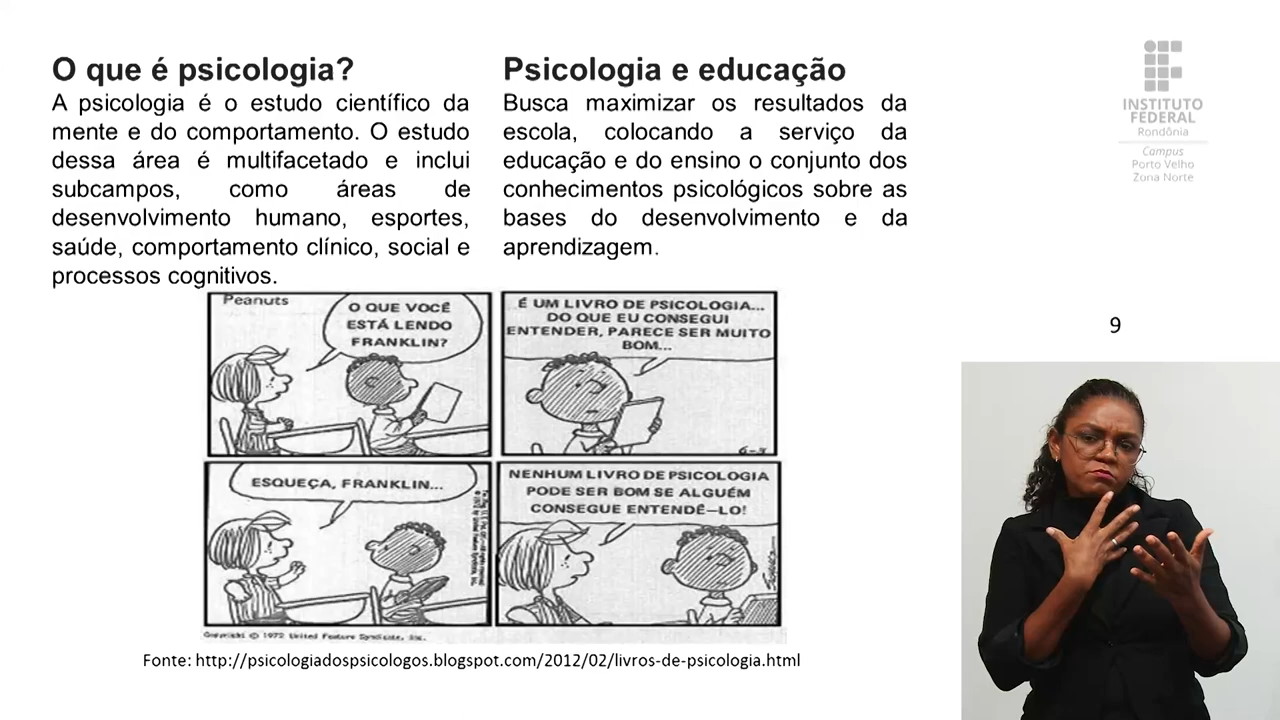 O que é psicologia?
A psicologia é o estudo científico da
mente e do comportamento. O estudo
dessa área é multifacetado e inclui
subcampos, como áreas de
desenvolvimento humano, esportes,
saúde, comportamento clínico, social e
processos cognitivos.
Psicologia e educação
Busca maximizar os resultados da
escola, colocando a serviço da
educação e do ensino o conjunto dos
conhecimentos psicológicos sobre as
bases do desenvolvimento e da
aprendizagem.
INSTITUTO
FEDERAL
Rondônia
Campus
Porto Velho
Zona Norte
9
Peanuts
O QUE VOCÊ
ESTÁ LENDO
FRANKLIN?
É UM LIVRO DE PSICOLOGIA...
DO QUE EU CONSEGUI
ENTENDER, PARECE SER MUITO
BOM...
ESQUEÇA, FRANKLIN...
NENHUM LIVRO DE PSICOLOGIA
PODE SER BOM SE ALGUÉM
CONSEGUE ENTENDÊ-LO!
Copyright © 1972 United Feature Syndicate, Inc.
Fonte: http://psicologiadospsicologos.blogspot.com/2012/02/livros-de-psicologia.html